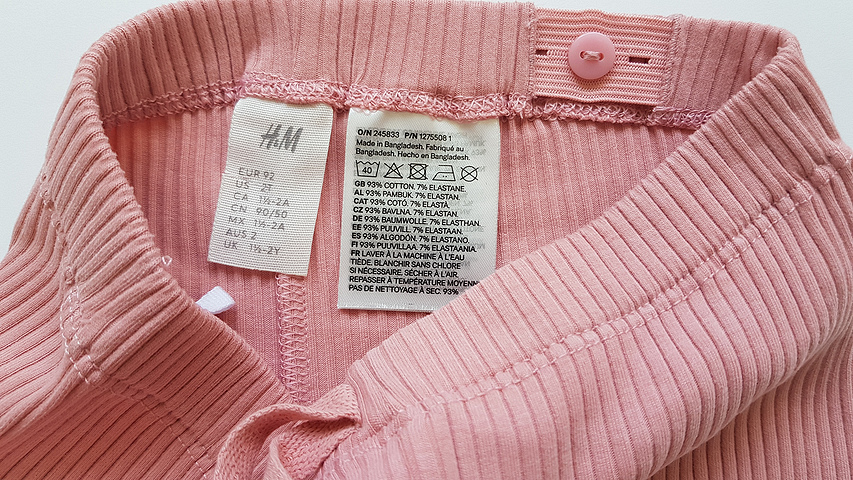 H&M
EUR 92
US 2T
CA 1½-2A
CN 90/50
MX 1½-2A
AUS 2
UK 1½-2Y
O/N 245833 P/N 1275508 1
Made in Bangladesh. Fabriqué au
Bangladesh. Hecho en Bangladesh.
40
GB 93% COTTON. 7% ELASTANE.
AL 93% PAMBUK. 7% ELASTAN.
CAT 93% COTÓ. 7% ELASTÀ.
CZ 93% BAVLNA. 7% ELASTHAN.
DE 93% BAUMWOLLE. 7% ELASTHAN.
EE 93% PUUVILL. 7% ELASTAAN.
ES 93% ALGODÓN. 7% ELASTANO.
FI 93% PUUVILLAA. 7% ELASTAANIA.
FR LAVER À LA MACHINE À L'EAU
TIÈDE. BLANCHIR SANS CHLORE
SI NÉCESSAIRE. SÉCHER À L'AIR.
REPASSER À TEMPÉRATURE MOYENN
PAS DE NETTOYAGE À SEC. 93%